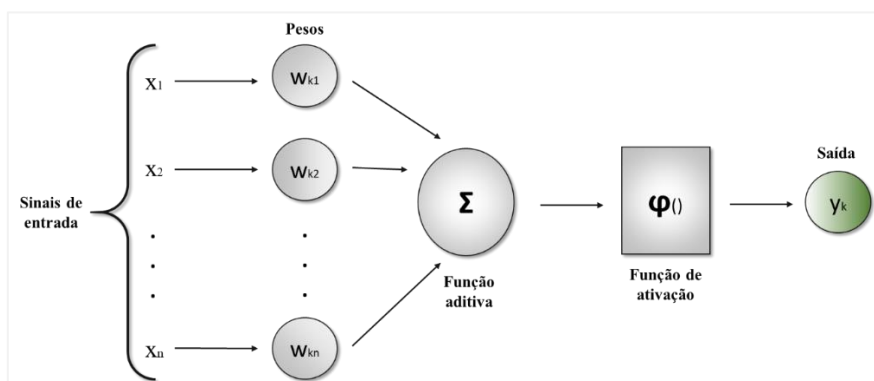 Pesos
x1
wk1
x2
wk2
Saída
Sinais de
entrada
Σ
φ()
yk
Função
aditiva
Função de
ativação
xn
wkn